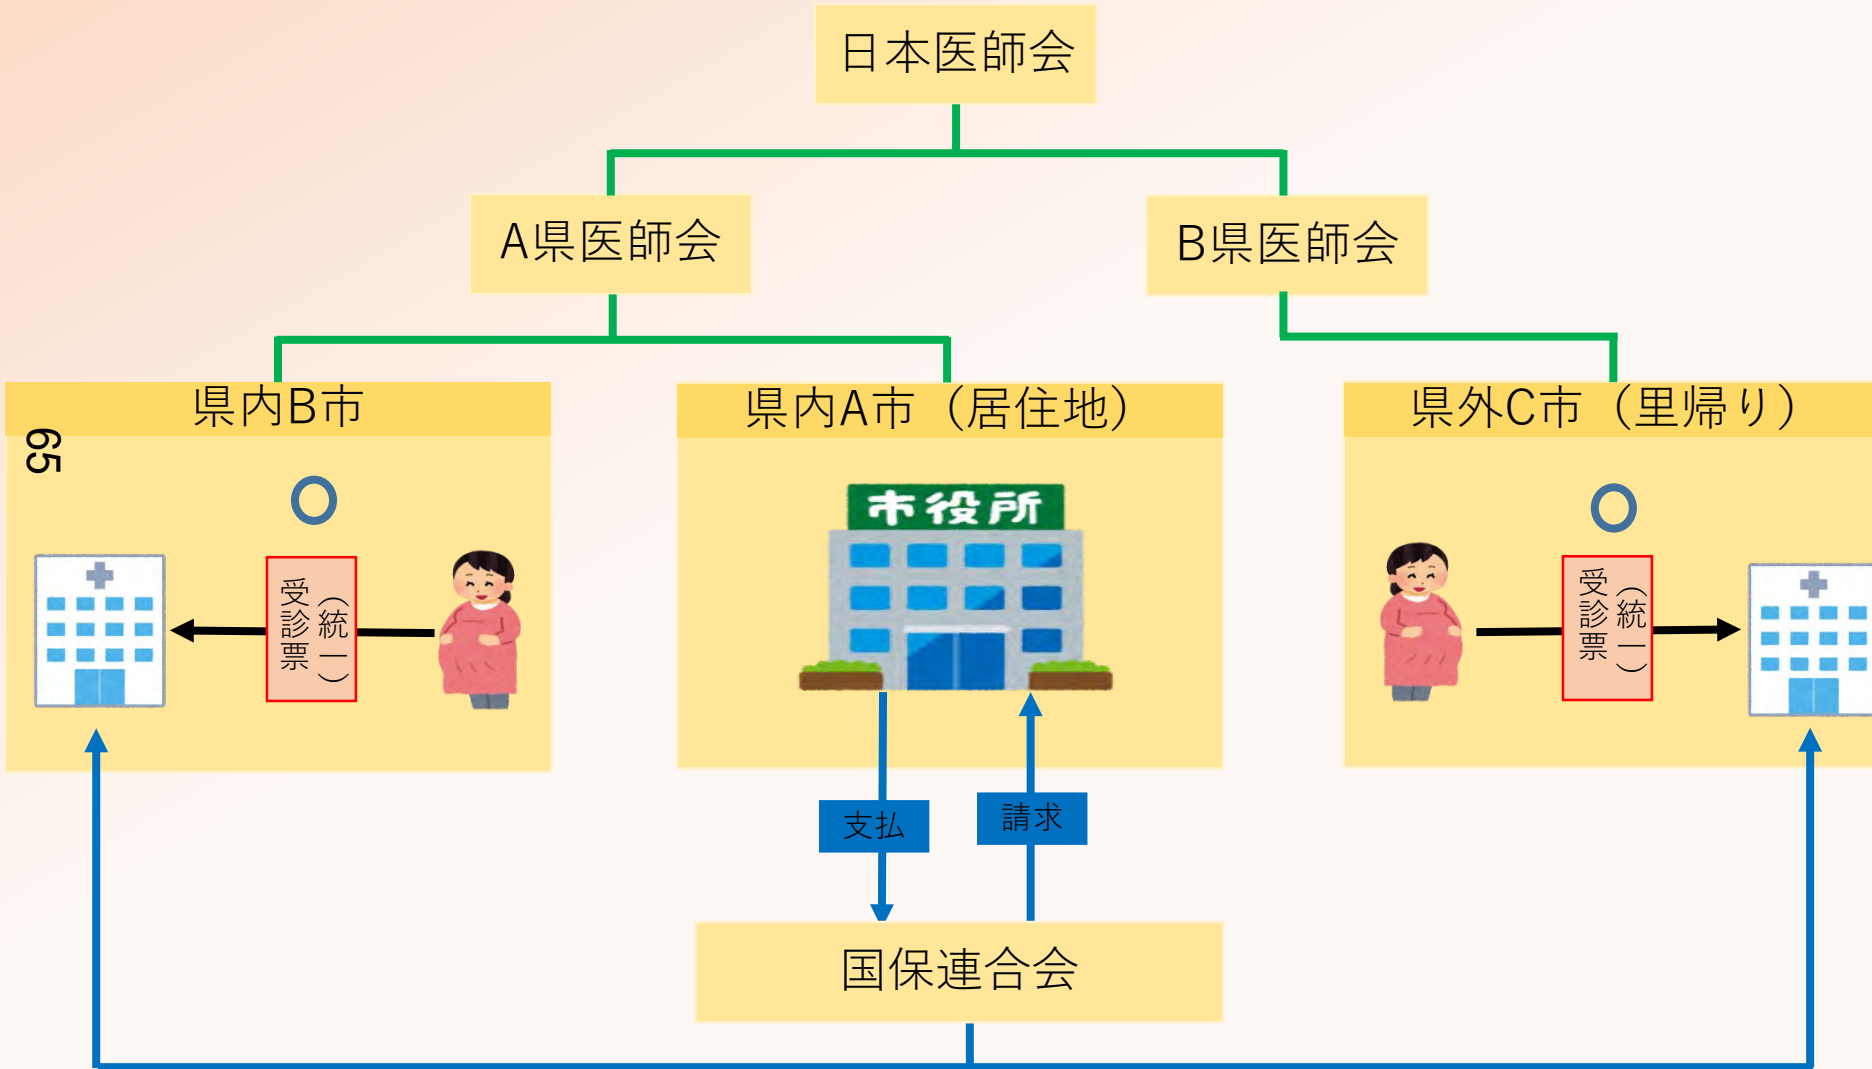 日本医師会
A県医師会
B県医師会
県内B市
県内A市（居住地）
県外C市（里帰り）
65
市役所
受診票
（統一）
受診票
（統一）
支払
請求
国保連合会